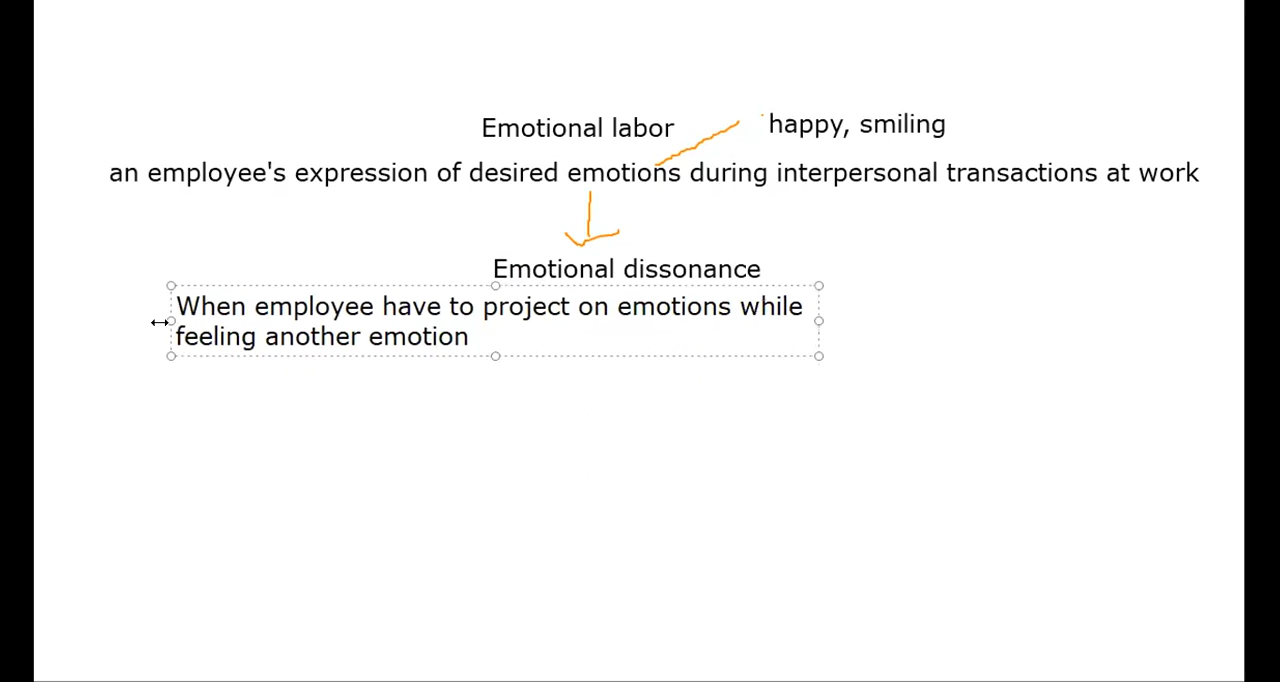 Emotional labor
happy, smiling
an employee's expression of desired emotions during interpersonal transactions at work
Emotional dissonance
When employee have to project on emotions while
feeling another emotion